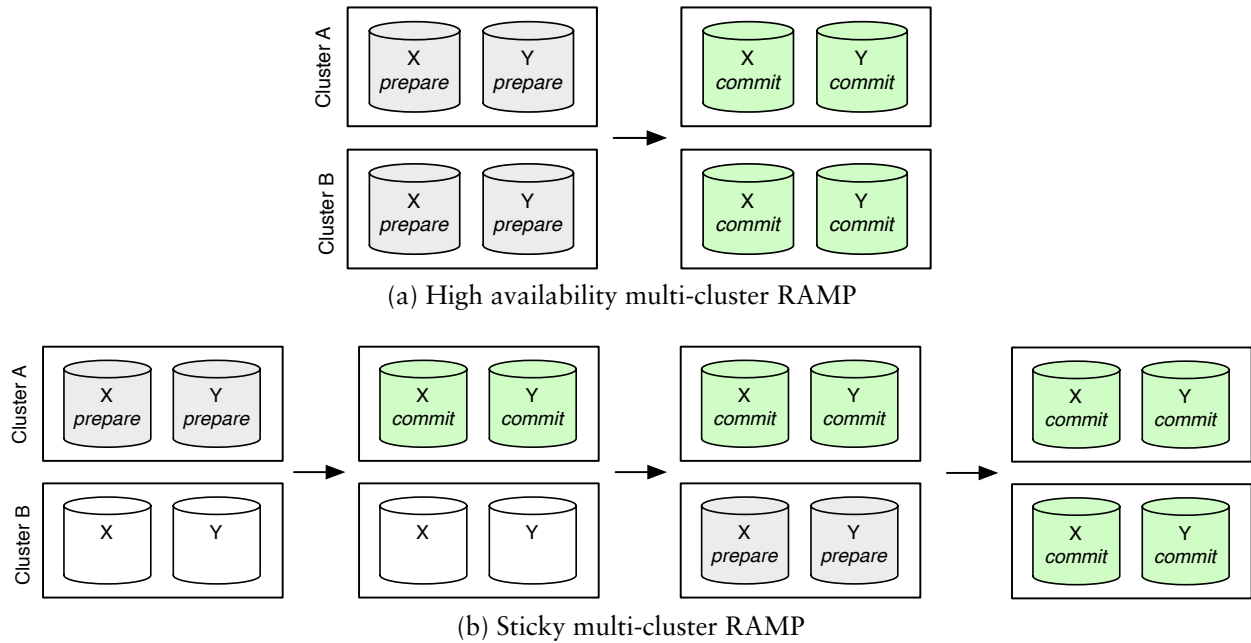 Cluster A
X
prepare
Y
prepare
X
commit
Y
commit
Cluster B
X
prepare
Y
prepare
X
commit
Y
commit
(a) High availability multi-cluster RAMP
Cluster A
X
prepare
Y
prepare
X
commit
Y
commit
X
commit
Y
commit
X
commit
Y
commit
Cluster B
X
Y
X
Y
X
prepare
Y
prepare
X
commit
Y
commit
(b) Sticky multi-cluster RAMP